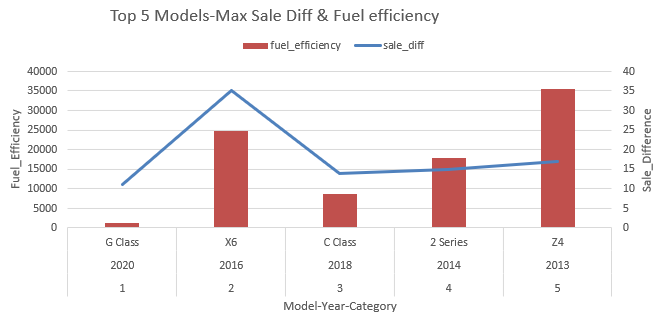 Top 5 Models-Max Sale Diff & Fuel efficiency
fuel_efficiency sale_diff
40000 40
35000 35
30000 30
25000 25
20000 20
15000 15
10000 10
5000 5
0 0
Fuel_Efficiency
Sale_Difference
G Class X6 C Class 2 Series Z4
2020 2016 2018 2014 2013
1 2 3 4 5
Model-Year-Category